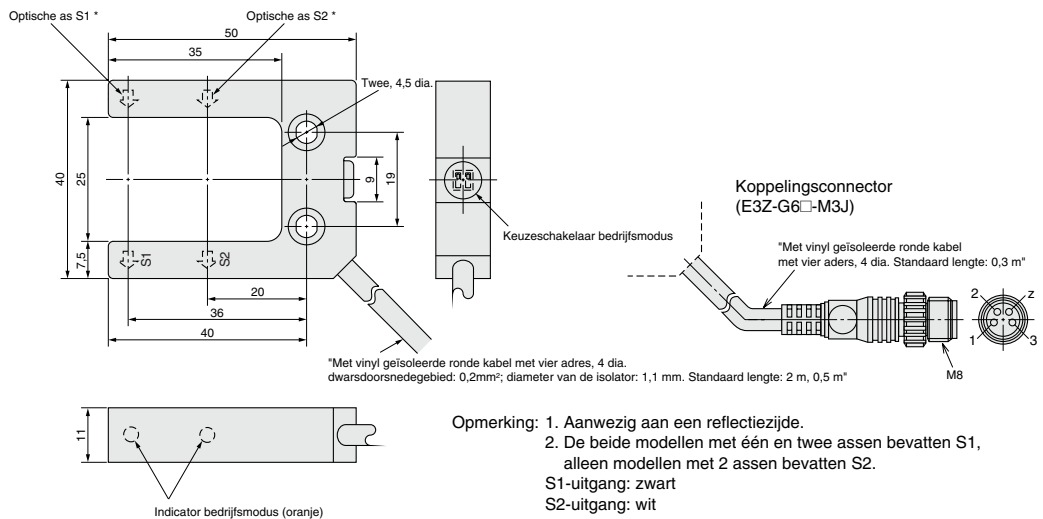 Optische as S1 *
Optische as S2 *
50
35
Twee, 4,5 dia.
40
25
7,5
9
19
S1
S2
20
36
40
Keuzeschakelaar bedrijfsmodus
"Met vinyl geïsoleerde ronde kabel met vier adres, 4 dia.
dwarsdoorsnedegebied: 0,2mm²; diameter van de isolator: 1,1 mm. Standaard lengte: 2 m, 0,5 m"
Koppelingsconnector
(E3Z-G6□-M3J)
"Met vinyl geïsoleerde ronde kabel
met vier aders, 4 dia. Standaard lengte: 0,3 m"
2
z
1
3
M8
11
Indicator bedrijfsmodus (oranje)
Opmerking: 1. Aanwezig aan een reflectiezijde.
2. De beide modellen met één en twee assen bevatten S1,
alleen modellen met 2 assen bevatten S2.
S1-uitgang: zwart
S2-uitgang: wit